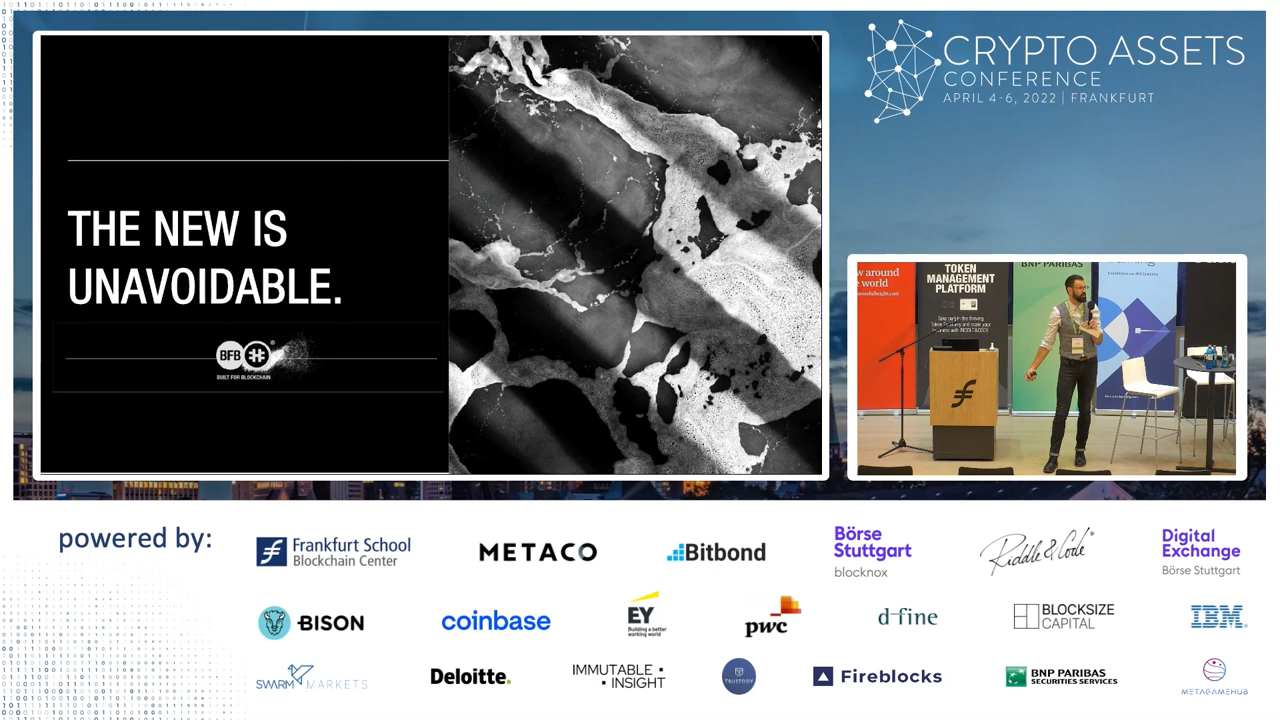 CRYPTO ASSETS
CONFERENCE
APRIL 4-6, 2022 | FRANKFURT
THE NEW IS
UNAVOIDABLE.
BFB
BUILT FOR BLOCKCHAIN
w around
e world
TOKEN
MANAGEMENT
PLATFORM
BNP PARIBAS
powered by:
Frankfurt School
Blockchain Center
METACO
Bitbond
Börse
Stuttgart
blocknox
Riddle & Code
Digital
Exchange
Börse Stuttgart
BISON
coinbase
EY
Building a better
working world
pwc
d-fine
BLOCKSIZE
CAPITAL
IBM
SWARM MARKETS
Deloitte.
IMMUTABLE
INSIGHT
TRUSTODY
Fireblocks
BNP PARIBAS
SECURITIES SERVICES
METAGAMEHUB